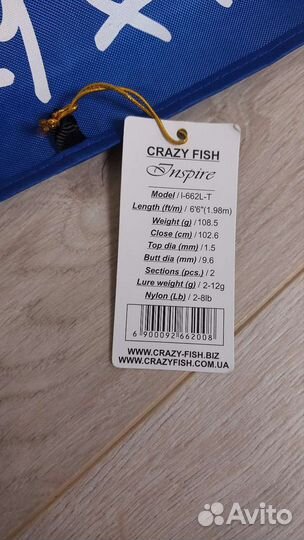 CRAZY FISH
Inspire
Model / I-662L-T
Length (ft/m) / 6'6"(1.98m)
Weight (g) / 108.5
Close (cm) / 102.6
Top dia (mm) / 1.5
Butt dia (mm) / 9.6
Sections (pcs.) / 2
Lure weight (g) / 2-12g
Nylon (Lb) / 2-8lb
6 900092 662008
WWW.CRAZY-FISH.BIZ
WWW.CRAZYFISH.COM.UA
Avito